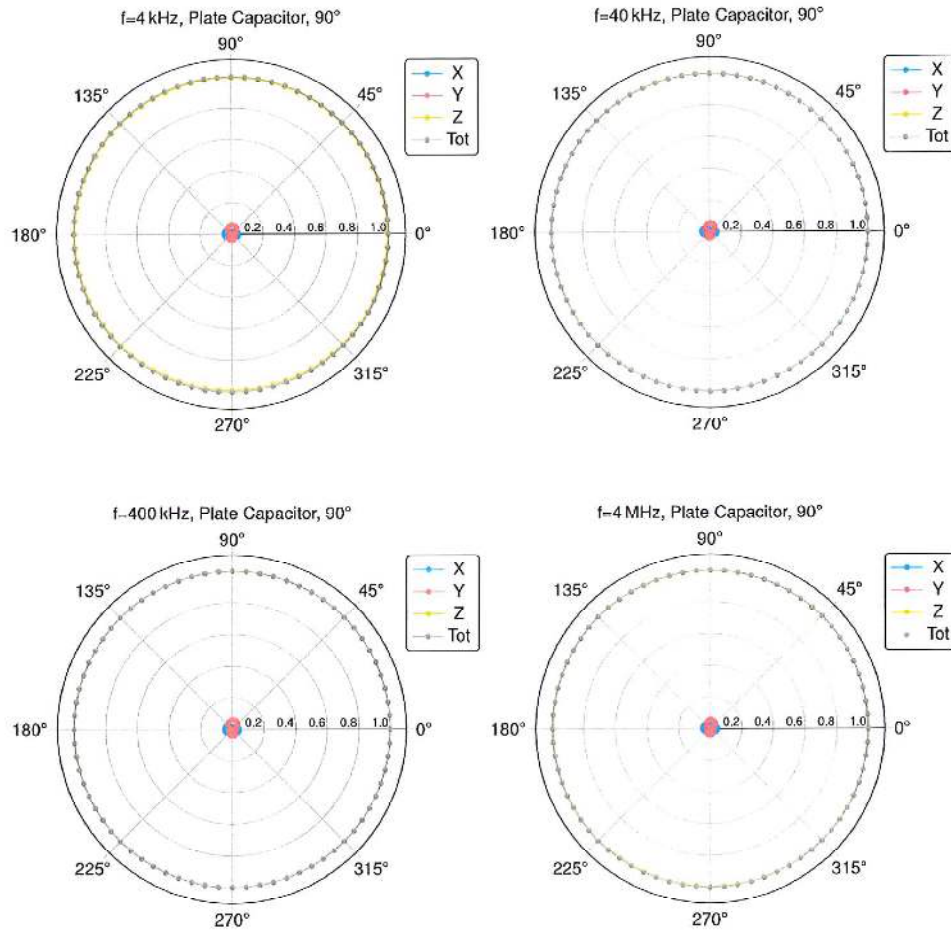 f=4 kHz, Plate Capacitor, 90°
90°
135°
45°
180°
0.2 0.4 0.6 0.8 1.0
0°
225°
315°
270°
X
Y
Z
Tot
f=40 kHz, Plate Capacitor, 90°
90°
135°
45°
180°
0.2 0.4 0.6 0.8 1.0
0°
225°
315°
270°
X
Y
Z
Tot
f=400 kHz, Plate Capacitor, 90°
90°
135°
45°
180°
0.2 0.4 0.6 0.8 1.0
0°
225°
315°
270°
X
Y
Z
Tot
f=4 MHz, Plate Capacitor, 90°
90°
135°
45°
180°
0.2 0.4 0.6 0.8 1.0
0°
225°
315°
270°
X
Y
Z
Tot